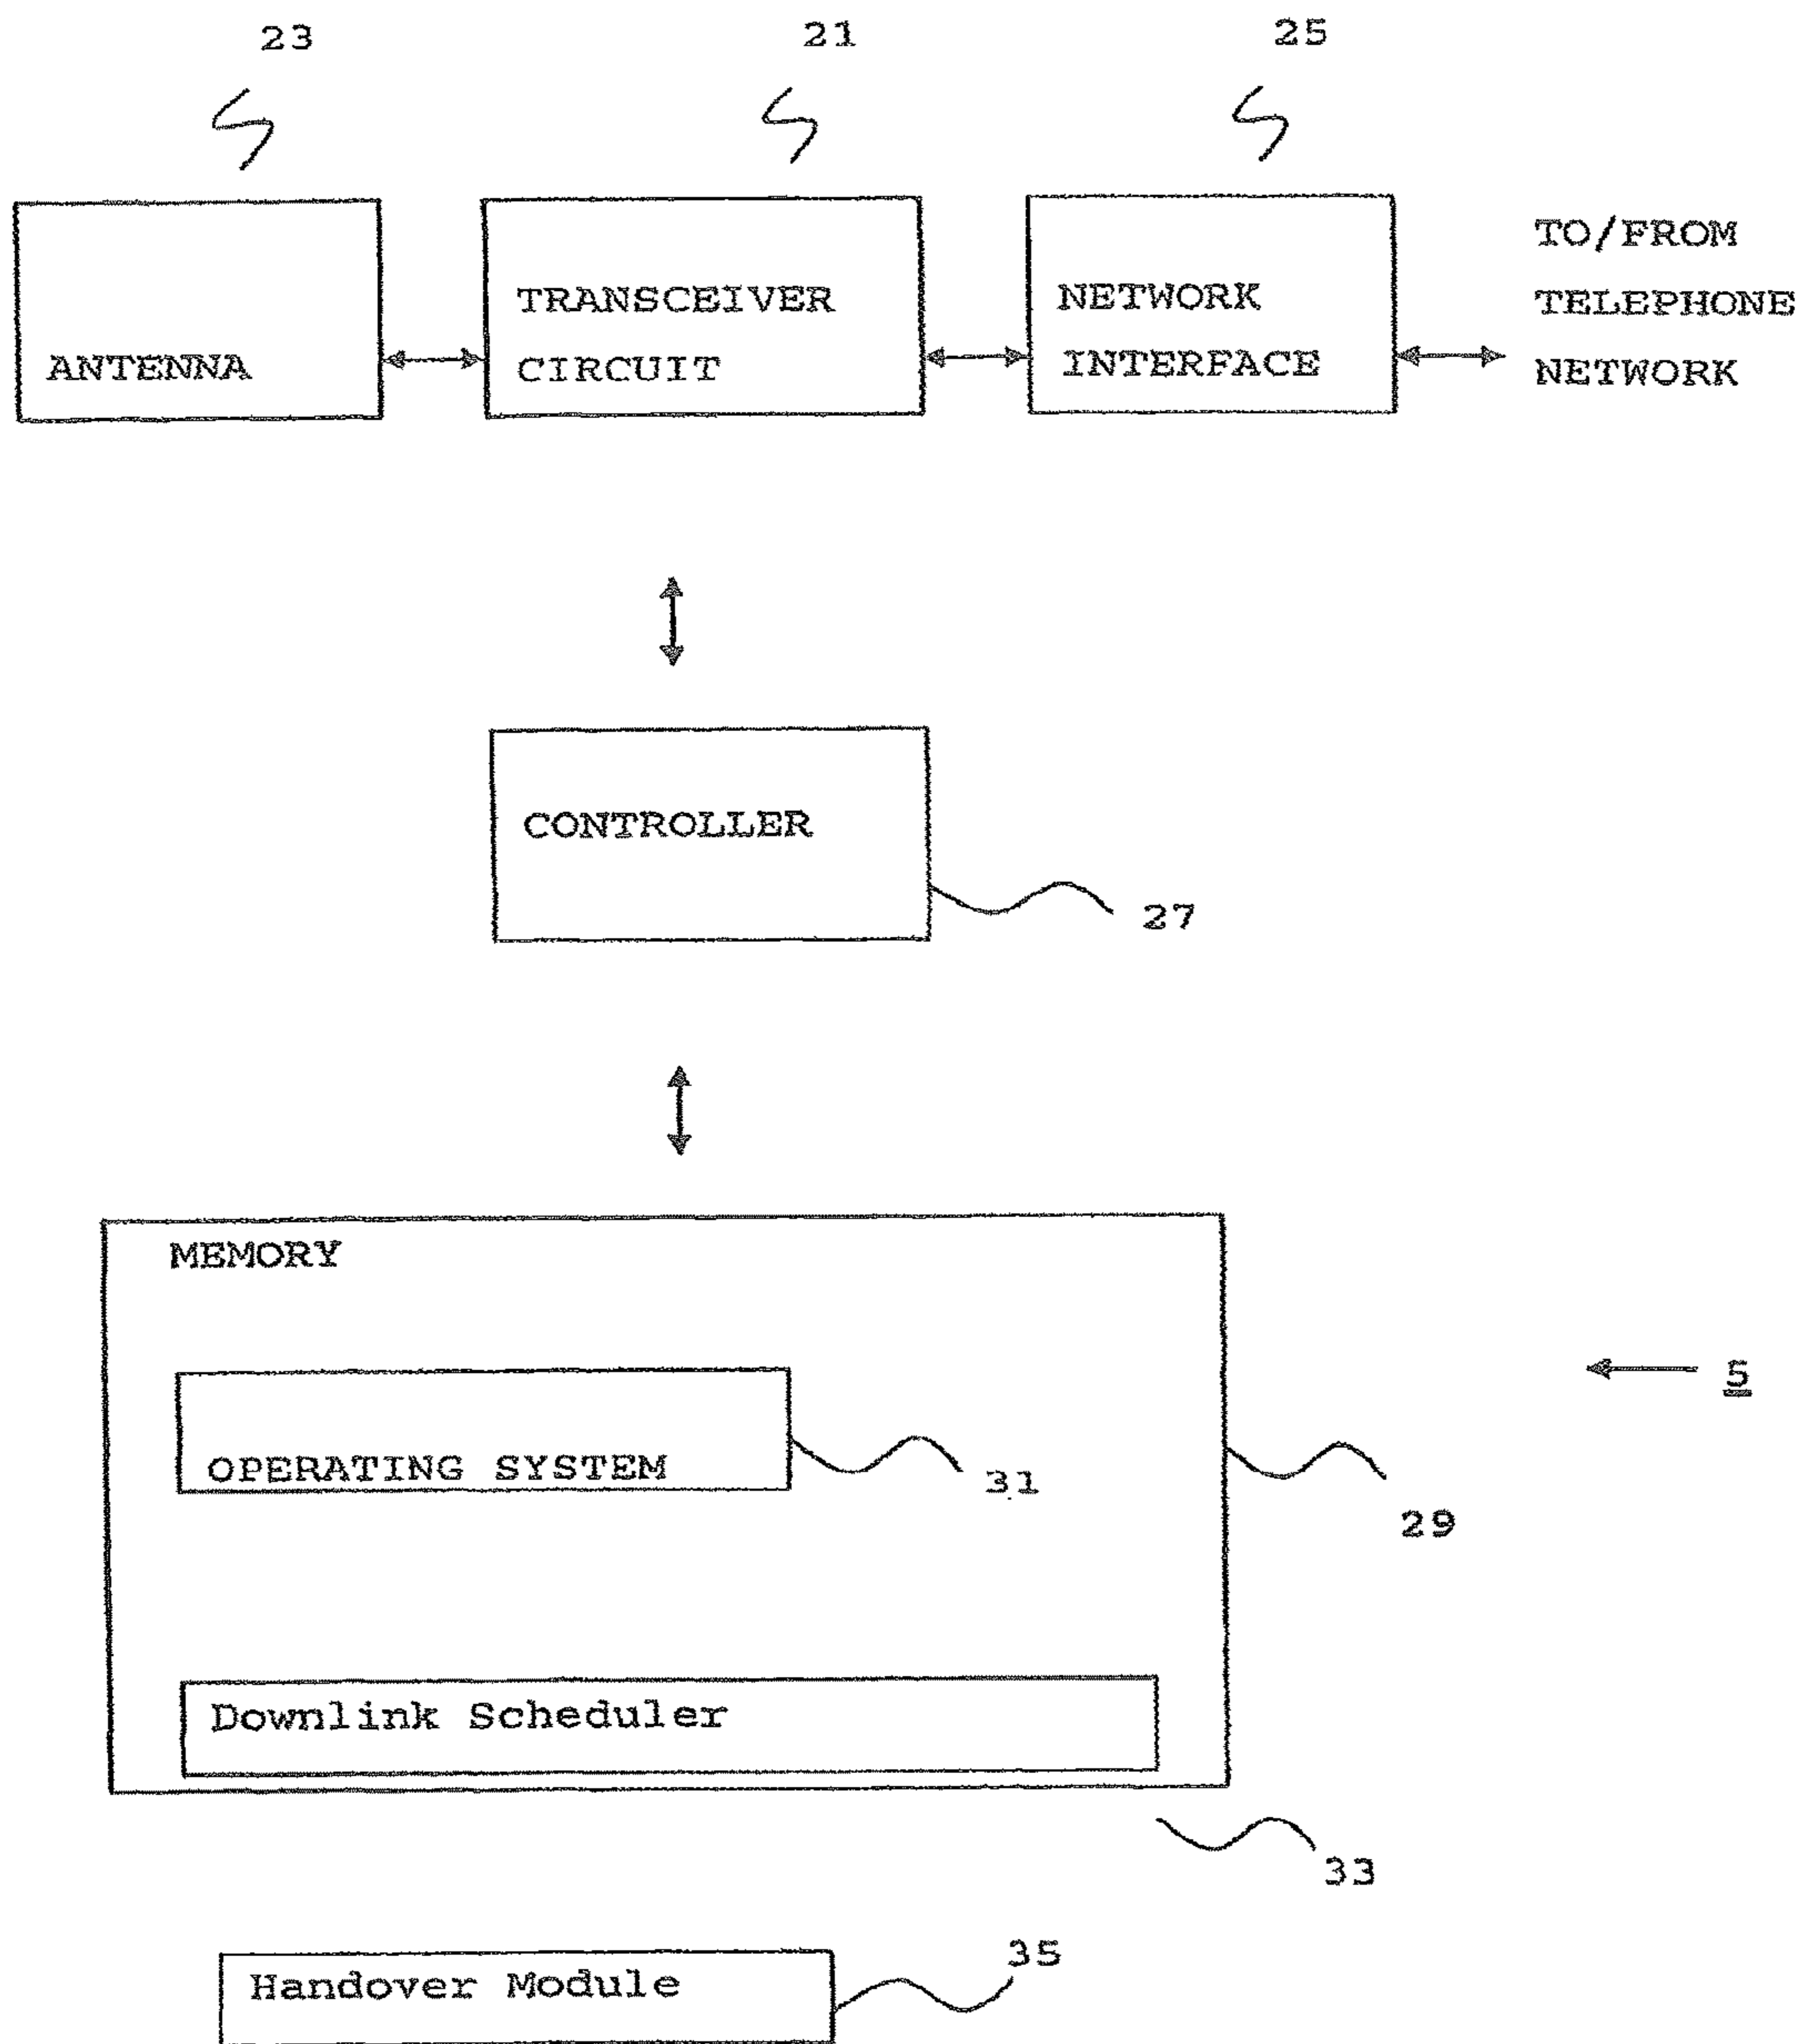 23
21
25
ANTENNA
TRANSCEIVER
CIRCUIT
NETWORK
INTERFACE
TO/FROM
TELEPHONE
NETWORK
CONTROLLER
27
MEMORY
5
OPERATING SYSTEM
31
29
Downlink Scheduler
33
Handover Module
35